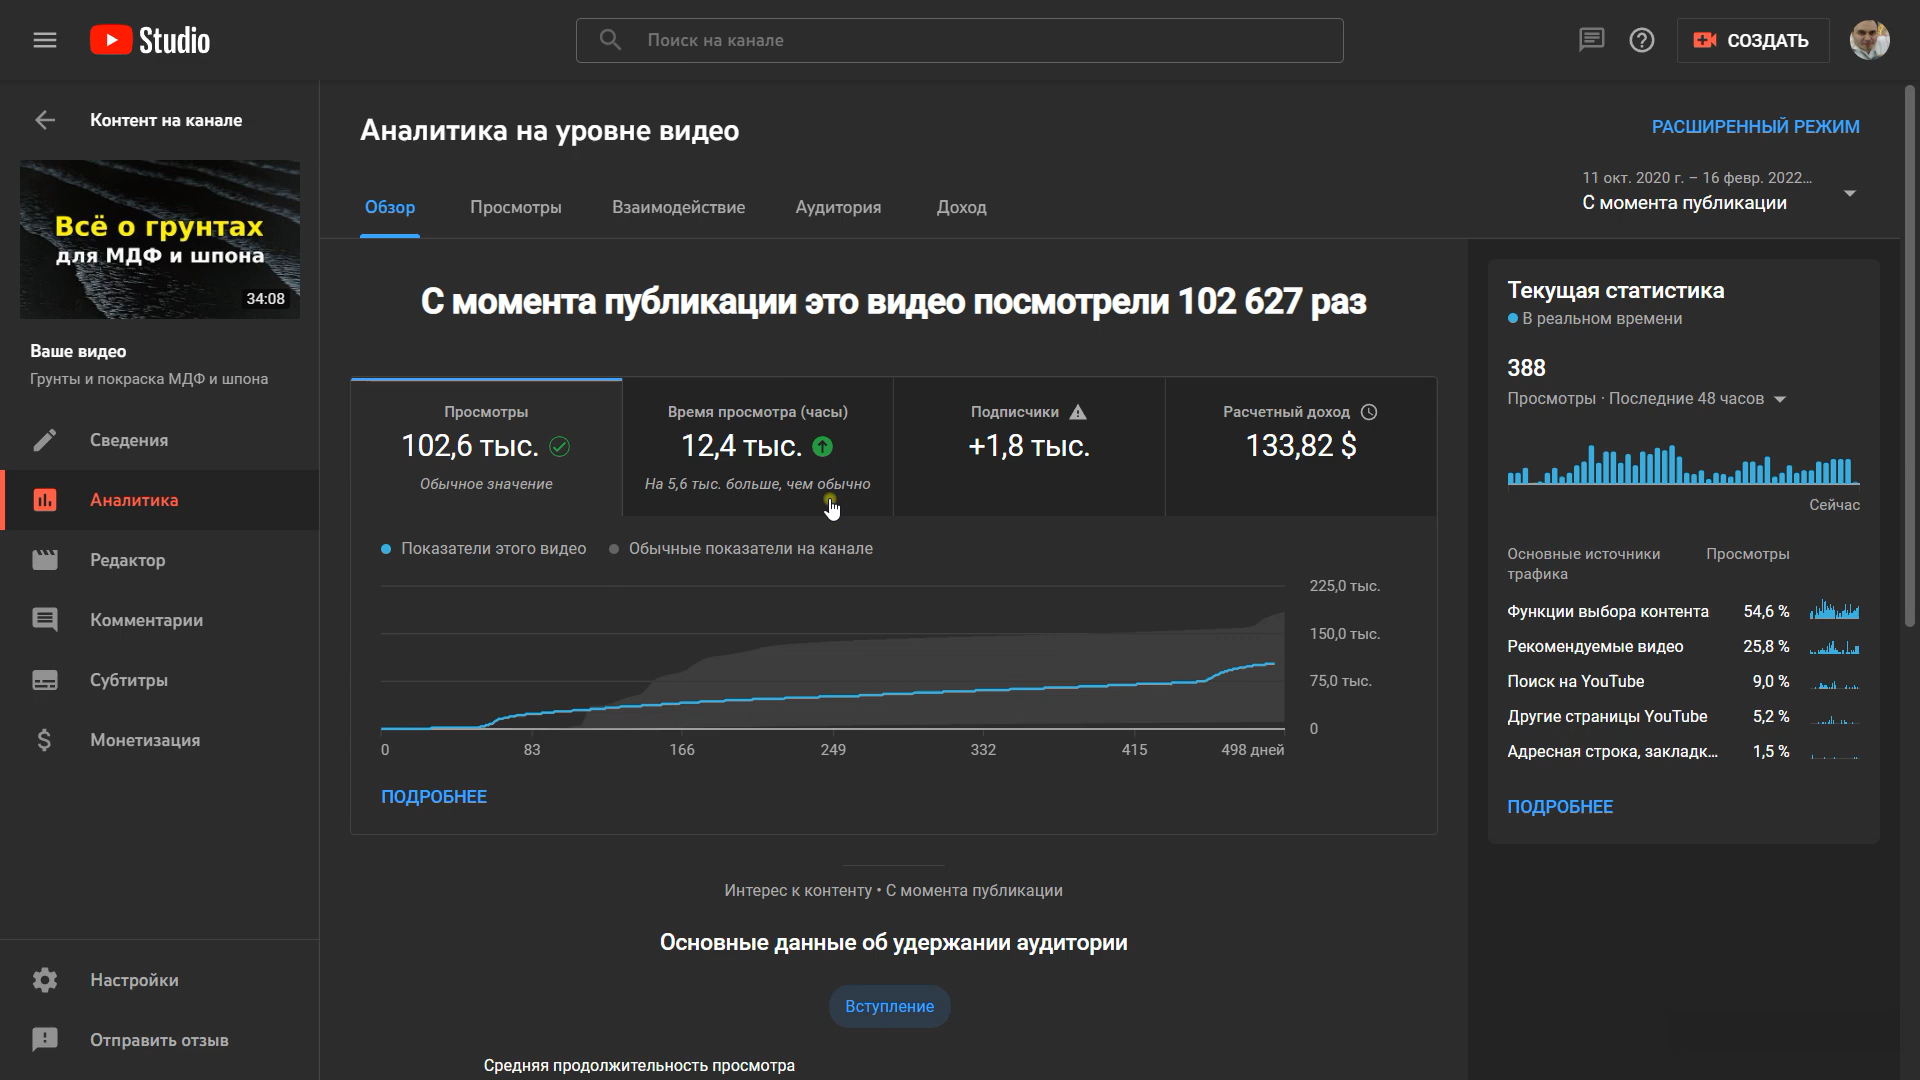 Studio
Поиск на канале
СОЗДАТЬ
Контент на канале
Всё о грунтах
для МДФ и шпона
34:08
Ваше видео
Грунты и покраска МДФ и шпона
Сведения
Аналитика
Редактор
Комментарии
Субтитры
Монетизация
Настройки
Отправить отзыв
Аналитика на уровне видео
РАСШИРЕННЫЙ РЕЖИМ
11 окт. 2020 г. – 16 февр. 2022...
С момента публикации
Обзор
Просмотры
Взаимодействие
Аудитория
Доход
С момента публикации это видео посмотрели 102 627 раз
Просмотры
102,6 тыс.
Обычное значение
Время просмотра (часы)
12,4 тыс.
На 5,6 тыс. больше, чем обычно
Подписчики
+1,8 тыс.
Расчетный доход
133,82 $
Показатели этого видео
Обычные показатели на канале
225,0 тыс.
150,0 тыс.
75,0 тыс.
0
0
83
166
249
332
415
498 дней
ПОДРОБНЕЕ
Интерес к контенту • С момента публикации
Основные данные об удержании аудитории
Вступление
Средняя продолжительность просмотра
Текущая статистика
В реальном времени
388
Просмотры · Последние 48 часов
Сейчас
Основные источники трафика
Просмотры
Функции выбора контента 54,6 %
Рекомендуемые видео 25,8 %
Поиск на YouTube 9,0 %
Другие страницы YouTube 5,2 %
Адресная строка, закладк... 1,5 %
ПОДРОБНЕЕ